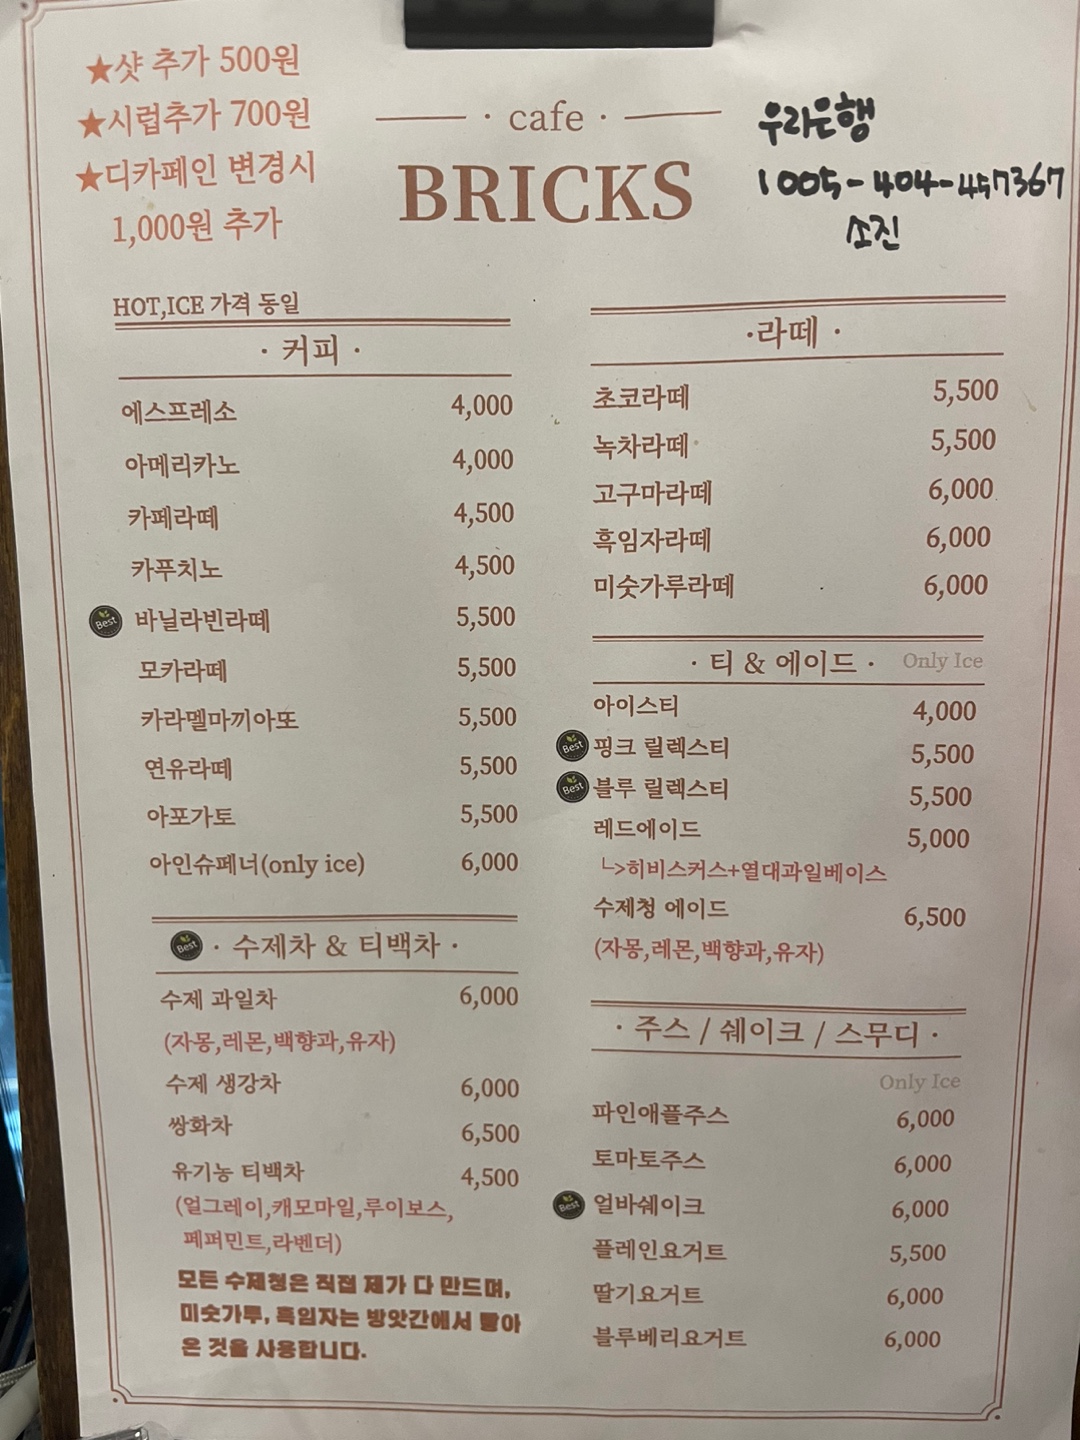 ★샷 추가 500원
★시럽추가 700원
★디카페인 변경시
1,000원 추가
· cafe ·
BRICKS
우리은행
1005-404-457367
소진
HOT,ICE 가격 동일
· 커피 ·
에스프레소 4,000
아메리카노 4,000
카페라떼 4,500
카푸치노 4,500
Best 바닐라빈라떼 5,500
모카라떼 5,500
카라멜마끼아또 5,500
연유라떼 5,500
아포가토 5,500
아인슈페너(only ice) 6,000
Best · 수제차 & 티백차 ·
수제 과일차 6,000
(자몽,레몬,백향과,유자)
수제 생강차 6,000
쌍화차 6,500
유기농 티백차 4,500
(얼그레이,캐모마일,루이보스,
페퍼민트,라벤더)
모든 수제청은 직접 제가 다 만드며,
미숫가루, 흑임자는 방앗간에서 빻아
온 것을 사용합니다.
·라떼 ·
초코라떼 5,500
녹차라떼 5,500
고구마라떼 6,000
흑임자라떼 6,000
미숫가루라떼 6,000
· 티 & 에이드 · Only Ice
아이스티 4,000
Best 핑크 릴렉스티 5,500
Best 블루 릴렉스티 5,500
레드에이드 5,000
ㄴ>히비스커스+열대과일베이스
수제청 에이드 6,500
(자몽,레몬,백향과,유자)
· 주스 / 쉐이크 / 스무디 ·
Only Ice
파인애플주스 6,000
토마토주스 6,000
Best 얼바쉐이크 6,000
플레인요거트 5,500
딸기요거트 6,000
블루베리요거트 6,000